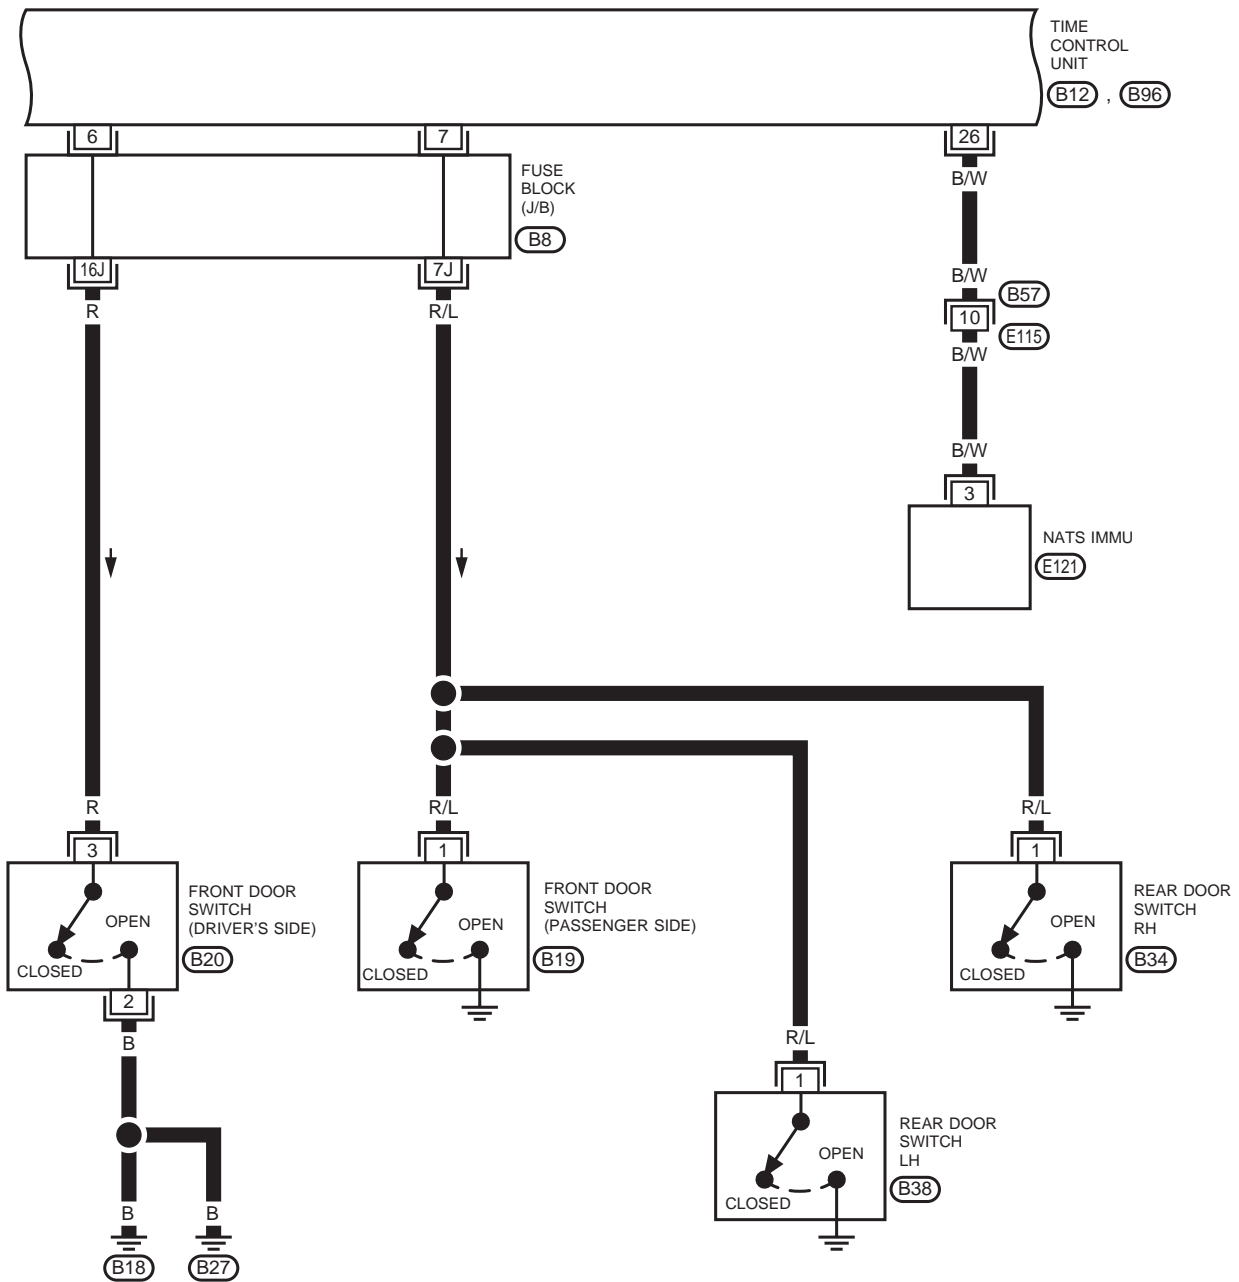 TIME
CONTROL
UNIT
B12 , B96
6
7
26
FUSE
BLOCK
(J/B)
B8
B/W
16J
7J
R
R/L
B/W
B57
10
E115
B/W
B/W
3
NATS IMMU
E121
R
R/L
R/L
3
1
1
FRONT DOOR
SWITCH
(DRIVER'S SIDE)
B20
OPEN
CLOSED
FRONT DOOR
SWITCH
(PASSENGER SIDE)
B19
OPEN
CLOSED
REAR DOOR
SWITCH
RH
B34
OPEN
CLOSED
2
B
R/L
1
REAR DOOR
SWITCH
LH
B38
OPEN
CLOSED
B
B
B18
B27